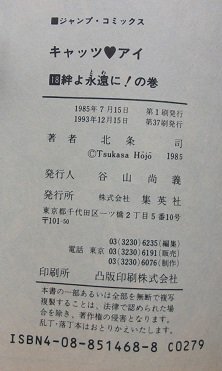 ■ジャンプ・コミックス
キャッツ♥アイ
18絆よ永遠に!の巻
とわ
1985年7月15日 第1刷発行
1993年12月15日 第37刷発行
著者 北条 司
©Tsukasa Hōjō 1985
発行人 谷山尚義
発行所 株式会社 集英社
東京都千代田区一ツ橋2丁目5番10号
〒101-50
03(3230)6235(編集)
電話 東京 03(3230)6191(販売)
03(3230)6076(制作)
印刷所 凸版印刷株式会社
本書の一部あるいは全部を無断で複写
複製することは、法律で認められた場
合を除き、著作権の侵害となります。
乱丁・落丁本はおとりかえいたします。
ISBN4-08-851468-8 C0279